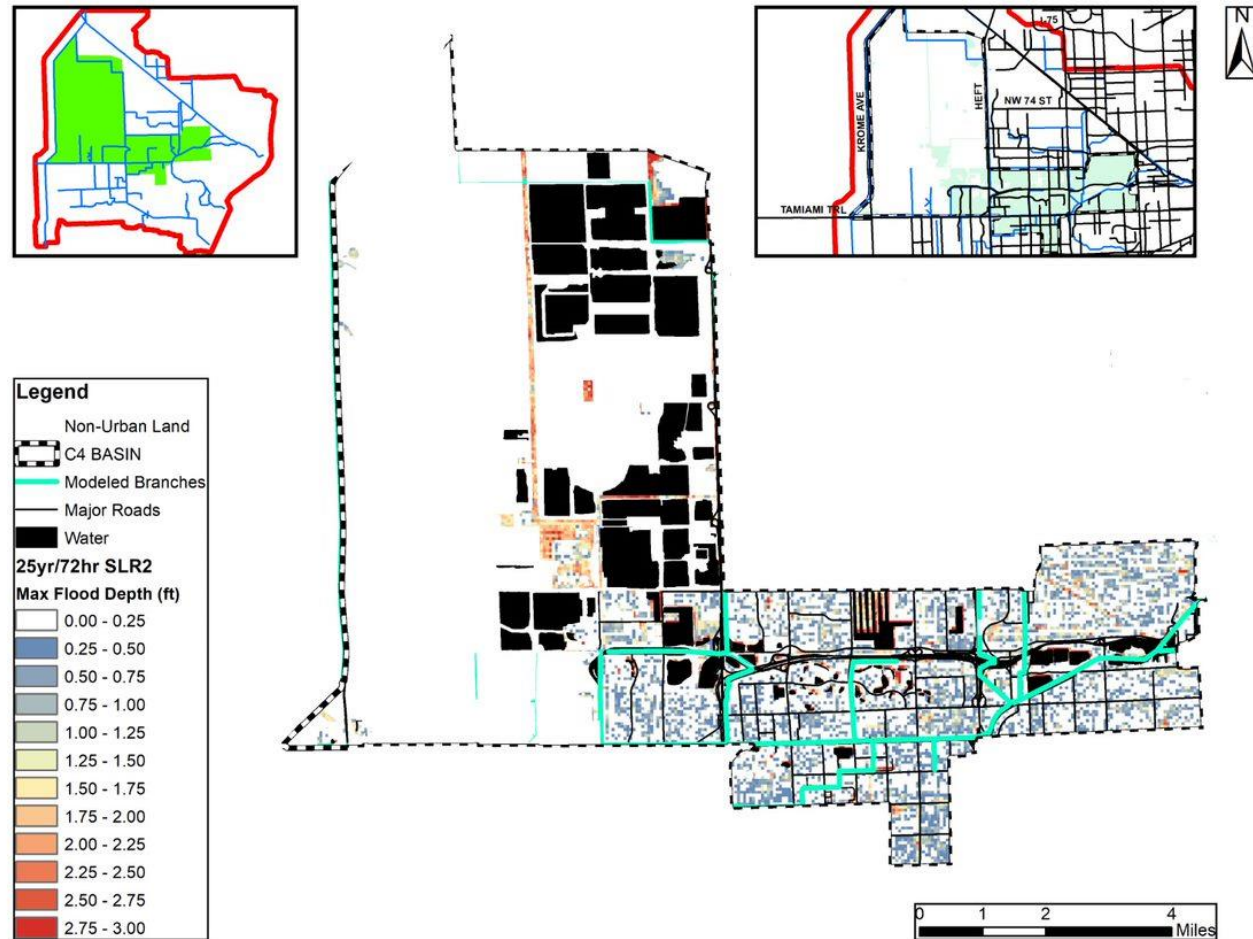 I-75
N
KROME AVE
HEFT
NW 74 ST
TAMIAMI TRL
Legend
Non-Urban Land
C4 BASIN
Modeled Branches
Major Roads
Water
25yr/72hr SLR2
Max Flood Depth (ft)
0.00 - 0.25
0.25 - 0.50
0.50 - 0.75
0.75 - 1.00
1.00 - 1.25
1.25 - 1.50
1.50 - 1.75
1.75 - 2.00
2.00 - 2.25
2.25 - 2.50
2.50 - 2.75
2.75 - 3.00
0 1 2 4
Miles